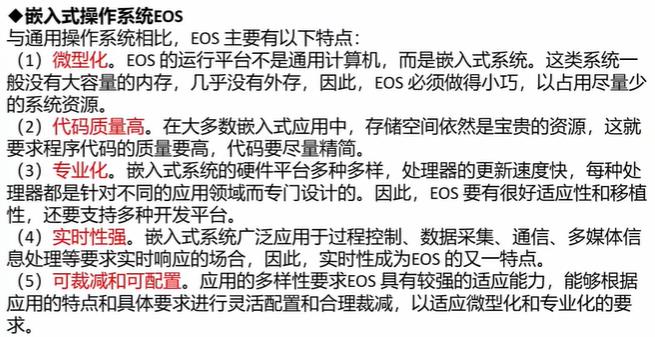 ◆嵌入式操作系统EOS
与通用操作系统相比，EOS 主要有以下特点：
（1）微型化。EOS 的运行平台不是通用计算机，而是嵌入式系统。这类系统一
般没有大容量的内存，几乎没有外存，因此，EOS 必须做得小巧，以占用尽量少
的系统资源。
（2）代码质量高。在大多数嵌入式应用中，存储空间依然是宝贵的资源，这就
要求程序代码的质量要高，代码要尽量精简。
（3）专业化。嵌入式系统的硬件平台多种多样，处理器的更新速度快，每种处
理器都是针对不同的应用领域而专门设计的。因此，EOS 要有很好适应性和移植
性，还要支持多种开发平台。
（4）实时性强。嵌入式系统广泛应用于过程控制、数据采集、通信、多媒体信
息处理等要求实时响应的场合，因此，实时性成为EOS 的又一特点。
（5）可裁减和可配置。应用的多样性要求EOS 具有较强的适应能力，能够根据
应用的特点和具体要求进行灵活配置和合理裁减，以适应微型化和专业化的要
求。